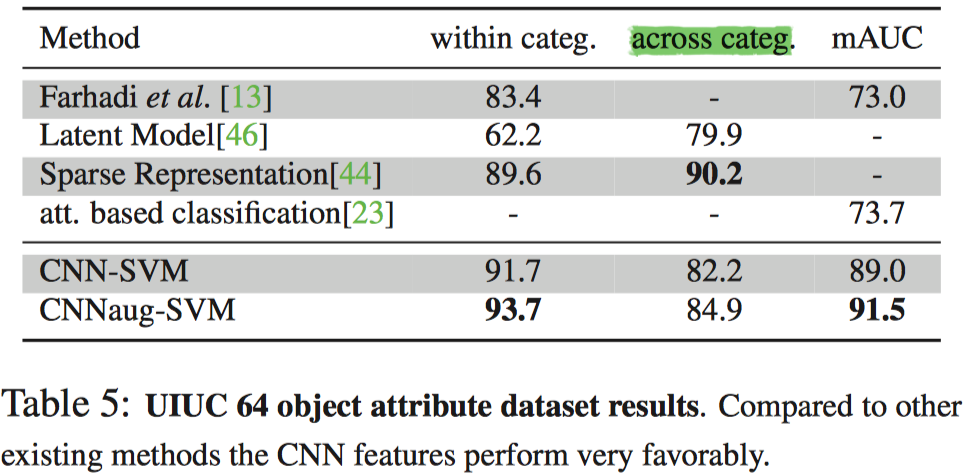 Method within categ. across categ. mAUC
Farhadi et al. [13] 83.4 - 73.0
Latent Model[46] 62.2 79.9 -
Sparse Representation[44] 89.6 90.2 -
att. based classification[23] - - 73.7
CNN-SVM 91.7 82.2 89.0
CNNaug-SVM 93.7 84.9 91.5
Table 5: UIUC 64 object attribute dataset results. Compared to other
existing methods the CNN features perform very favorably.